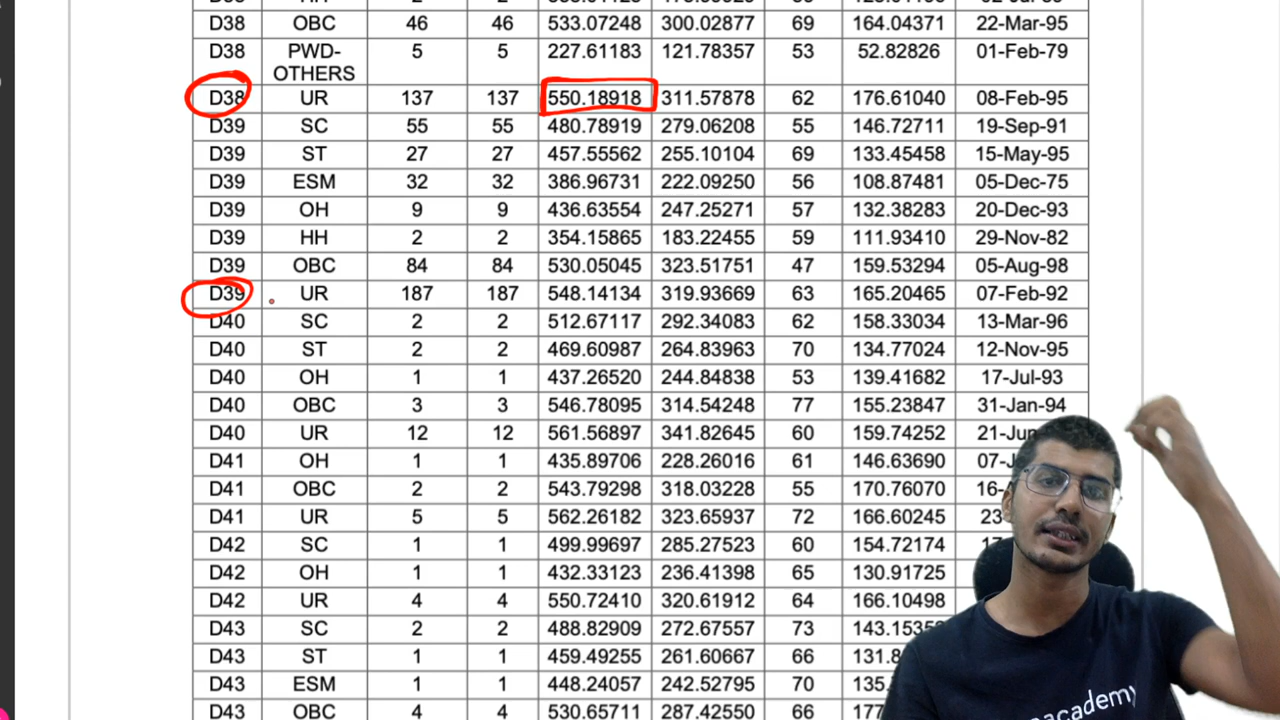 D38 OBC 46 46 533.07248 300.02877 69 164.04371 22-Mar-95
D38 PWD- 5 5 227.61183 121.78357 53 52.82826 01-Feb-79
OTHERS
D38 UR 137 137 550.18918 311.57878 62 176.61040 08-Feb-95
D39 SC 55 55 480.78919 279.06208 55 146.72711 19-Sep-91
D39 ST 27 27 457.55562 255.10104 69 133.45458 15-May-95
D39 ESM 32 32 386.96731 222.09250 56 108.87481 05-Dec-75
D39 OH 9 9 436.63554 247.25271 57 132.38283 20-Dec-93
D39 HH 2 2 354.15865 183.22455 59 111.93410 29-Nov-82
D39 OBC 84 84 530.05045 323.51751 47 159.53294 05-Aug-98
D39 UR 187 187 548.14134 319.93669 63 165.20465 07-Feb-92
D40 SC 2 2 512.67117 292.34083 62 158.33034 13-Mar-96
D40 ST 2 2 469.60987 264.83963 70 134.77024 12-Nov-95
D40 OH 1 1 437.26520 244.84838 53 139.41682 17-Jul-93
D40 OBC 3 3 546.78095 314.54248 77 155.23847 31-Jan-94
D40 UR 12 12 561.56897 341.82645 60 159.74252 21-Jun
D41 OH 1 1 435.89706 228.26016 61 146.63690 07-J
D41 OBC 2 2 543.79298 318.03228 55 170.76070 16-
D41 UR 5 5 562.26182 323.65937 72 166.60245 23
D42 SC 1 1 499.99697 285.27523 60 154.72174 17
D42 OH 1 1 432.33123 236.41398 65 130.91725
D42 UR 4 4 550.72410 320.61912 64 166.10498
D43 SC 2 2 488.82909 272.67557 73 143.1535
D43 ST 1 1 459.49255 261.60667 66 131.8
D43 ESM 1 1 448.24057 242.52795 70 135.
D43 OBC 4 4 530.65711 287.42550 66 177
academy